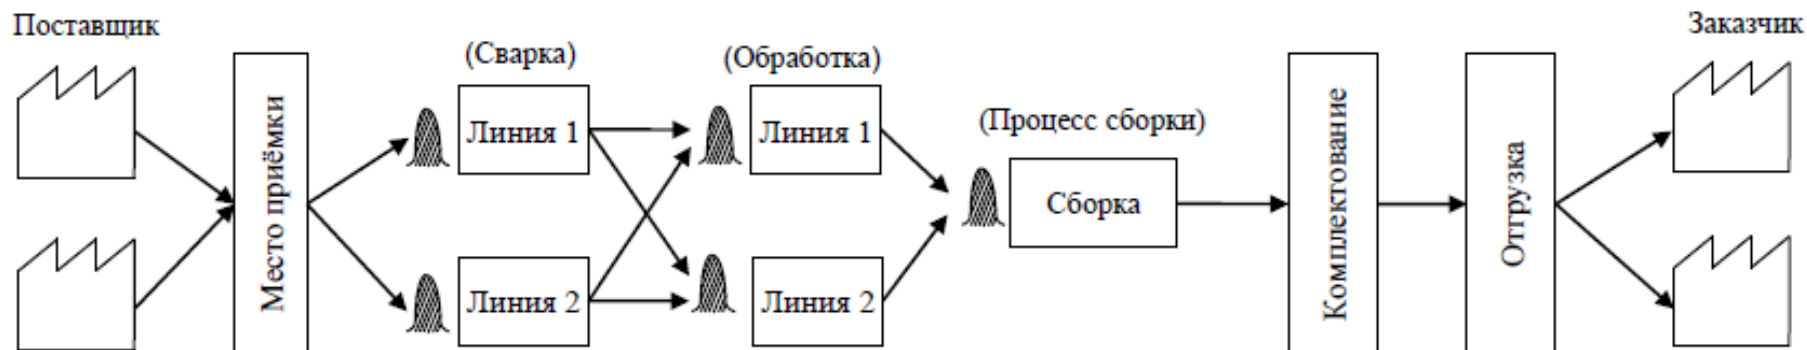 Поставщик
Заказчик
(Сварка)
(Обработка)
(Процесс сборки)
Место приёмки
Линия 1
Линия 1
Сборка
Линия 2
Линия 2
Комплектование
Отгрузка